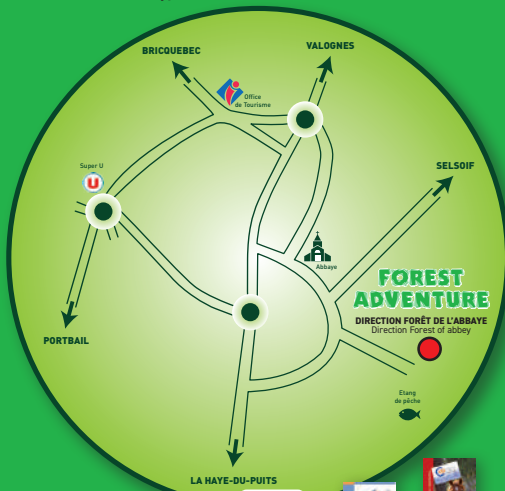 BRICQUEBEC
VALOGNES
Office
de Tourisme
Super U
U
SELSOIF
Abbaye
FOREST
ADVENTURE
DIRECTION FORÊT DE L'ABBAYE
Direction Forest of abbey
PORTBAIL
Etang
de pêche
LA HAYE-DU-PUITS